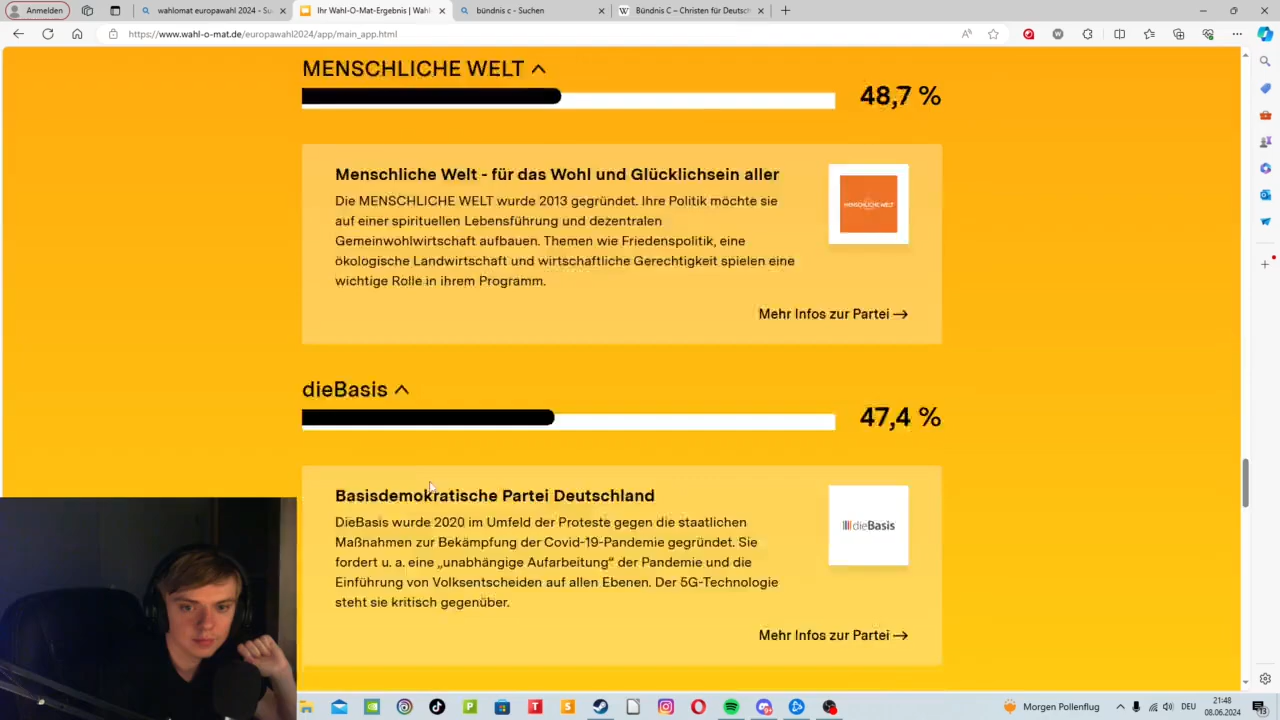 Anmelden
wahlomat europawahl 2024 - Su
Ihr Wahl-O-Mat-Ergebnis | Wahl
bündnis c - Suchen
Bündnis C – Christen für Deutsch
https://www.wahl-o-mat.de/europawahl2024/app/main_app.html
MENSCHLICHE WELT
48,7 %
Menschliche Welt - für das Wohl und Glücklichsein aller
Die MENSCHLICHE WELT wurde 2013 gegründet. Ihre Politik möchte sie
auf einer spirituellen Lebensführung und dezentralen
Gemeinwohlwirtschaft aufbauen. Themen wie Friedenspolitik, eine
ökologische Landwirtschaft und wirtschaftliche Gerechtigkeit spielen eine
wichtige Rolle in ihrem Programm.
MENSCHLICHE WELT
Mehr Infos zur Partei →
dieBasis
47,4 %
Basisdemokratische Partei Deutschland
DieBasis wurde 2020 im Umfeld der Proteste gegen die staatlichen
Maßnahmen zur Bekämpfung der Covid-19-Pandemie gegründet. Sie
fordert u. a. eine „unabhängige Aufarbeitung“ der Pandemie und die
Einführung von Volksentscheiden auf allen Ebenen. Der 5G-Technologie
steht sie kritisch gegenüber.
dieBasis
Mehr Infos zur Partei →
Morgen Pollenflug
DEU
21:48
08.06.2024